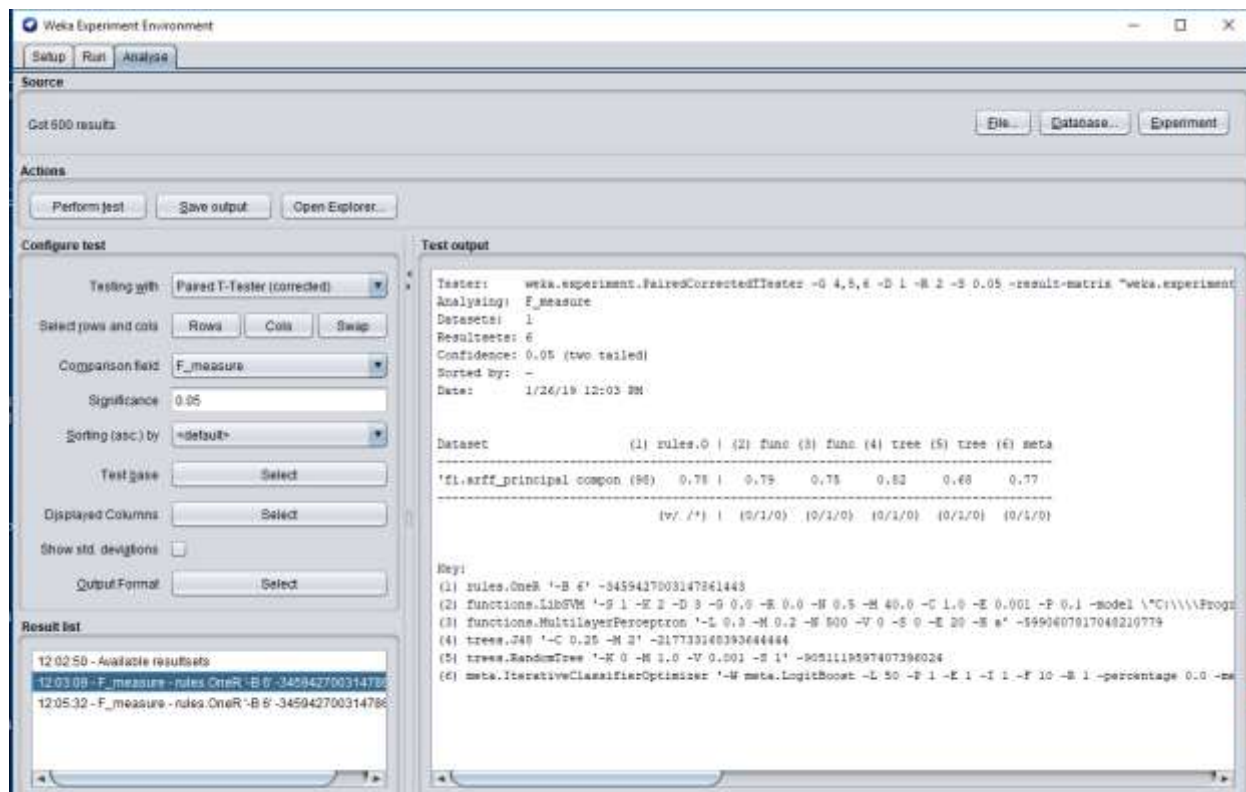 Weka Experiment Environment
Setup Run Analyse
Source
Got 600 results
File... Database... Experiment
Actions
Perform test Save output Open Explorer...
Configure test
Testing with Paired T-Tester (corrected)
Select rows and cols Rows Cols Swap
Comparison field F_measure
Significance 0.05
Sorting (asc.) by <default>
Test base Select
Displayed Columns Select
Show std. deviations
Output Format Select
Result list
12:02:50 - Available resultsets
12:03:09 - F_measure - rules.OneR '-B 6' -345942700314786
12:05:32 - F_measure - rules.OneR '-B 6' -345942700314786
Test output
Tester: weka.experiment.PairedCorrectedTTester -G 4,5,6 -D 1 -R 2 -S 0.05 -result-matrix "weka.experiment
Analysing: F_measure
Datasets: 1
Resultsets: 6
Confidence: 0.05 (two tailed)
Sorted by: -
Date: 1/26/19 12:03 PM
Dataset (1) rules.O | (2) func (3) func (4) tree (5) tree (6) meta
'fi.arff_principal compon (98) 0.78 | 0.79 0.75 0.82 0.68 0.77
(v/ /*) | (0/1/0) (0/1/0) (0/1/0) (0/1/0) (0/1/0)
Key:
(1) rules.OneR '-B 6' -3459427003147861443
(2) functions.LibSVM '-S 1 -K 2 -D 3 -G 0.0 -R 0.0 -N 0.5 -M 40.0 -C 1.0 -E 0.001 -P 0.1 -model \"C:\\\\Progr
(3) functions.MultilayerPerceptron '-L 0.3 -M 0.2 -N 500 -V 0 -S 0 -E 20 -H a' -5990607817048210779
(4) trees.J48 '-C 0.25 -M 2' -217733168393644444
(5) trees.RandomTree '-K 0 -M 1.0 -V 0.001 -S 1' -9051119597407396024
(6) meta.IterativeClassifierOptimizer '-W meta.LogitBoost -L 50 -P 1 -E 1 -I 1 -F 10 -R 1 -percentage 0.0 -me